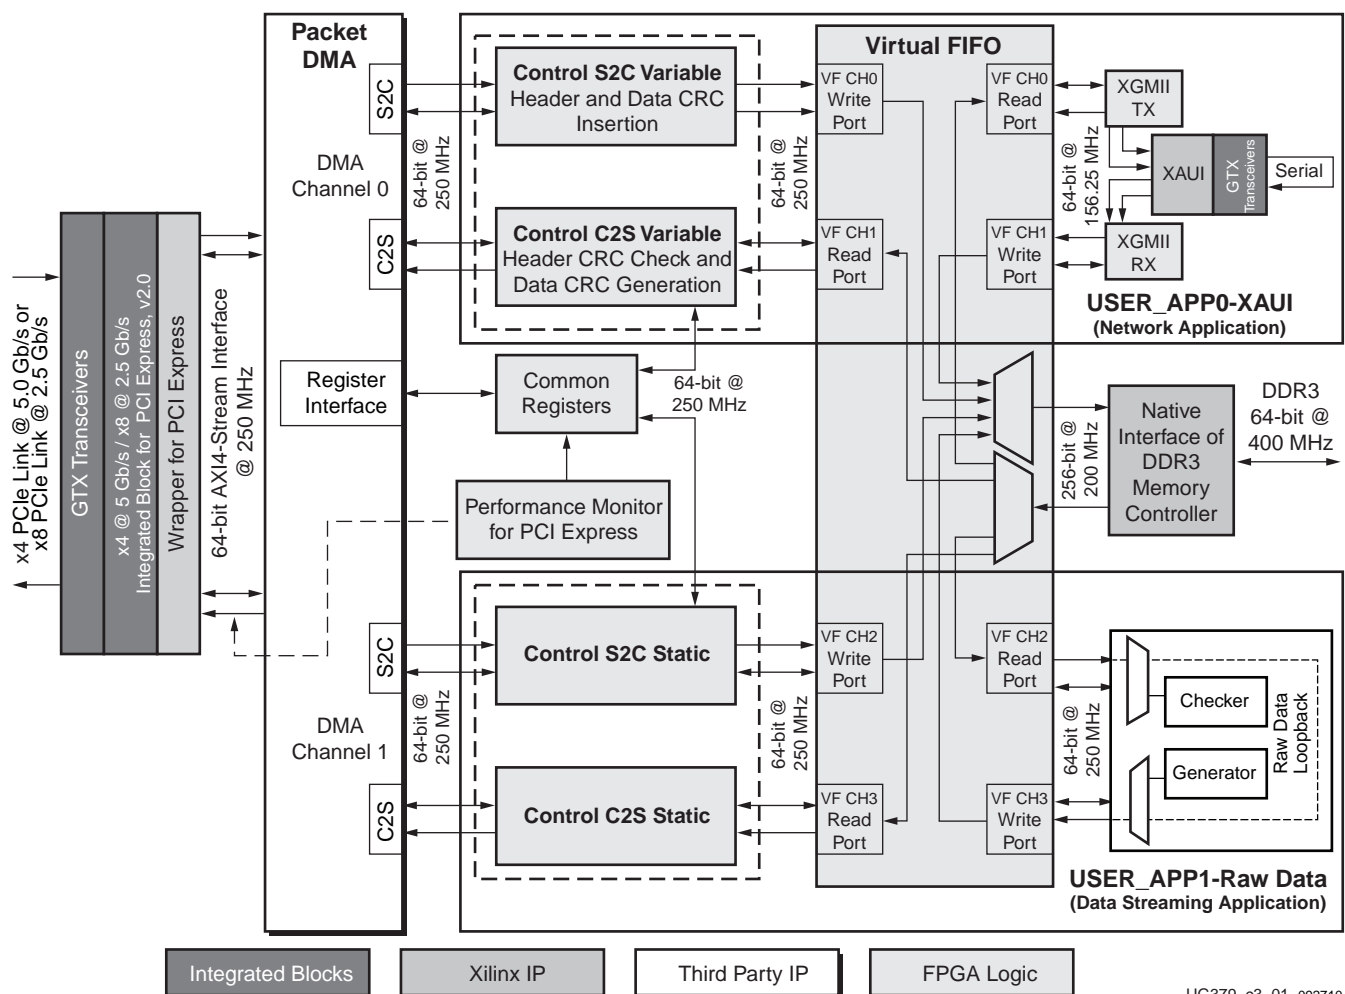 x4 PCIe Link @ 5.0 Gb/s or
x8 PCIe Link @ 2.5 Gb/s
GTX Transceivers
x4 @ 5 Gb/s / x8 @ 2.5 Gb/s
Integrated Block for PCI Express, v2.0
Wrapper for PCI Express
64-bit AXI4-Stream Interface
@ 250 MHz
Packet
DMA
S2C
DMA
Channel 0
C2S
Register
Interface
S2C
DMA
Channel 1
C2S
64-bit @
250 MHz
Control S2C Variable
Header and Data CRC
Insertion
Control C2S Variable
Header CRC Check and
Data CRC Generation
64-bit @
250 MHz
Common
Registers
64-bit @
250 MHz
Performance Monitor
for PCI Express
64-bit @
250 MHz
Control S2C Static
Control C2S Static
64-bit @
250 MHz
Virtual FIFO
VF CH0
Write
Port
VF CH0
Read
Port
VF CH1
Read
Port
VF CH1
Write
Port
64-bit @
156.25 MHz
XGMII
TX
XAUI
GTX
Transceivers
Serial
XGMII
RX
USER_APP0-XAUI
(Network Application)
256-bit @
200 MHz
Native
Interface of
DDR3
Memory
Controller
DDR3
64-bit @
400 MHz
VF CH2
Write
Port
VF CH2
Read
Port
VF CH3
Read
Port
VF CH3
Write
Port
64-bit @
250 MHz
Checker
Generator
Raw Data
Loopback
USER_APP1-Raw Data
(Data Streaming Application)
Integrated Blocks
Xilinx IP
Third Party IP
FPGA Logic